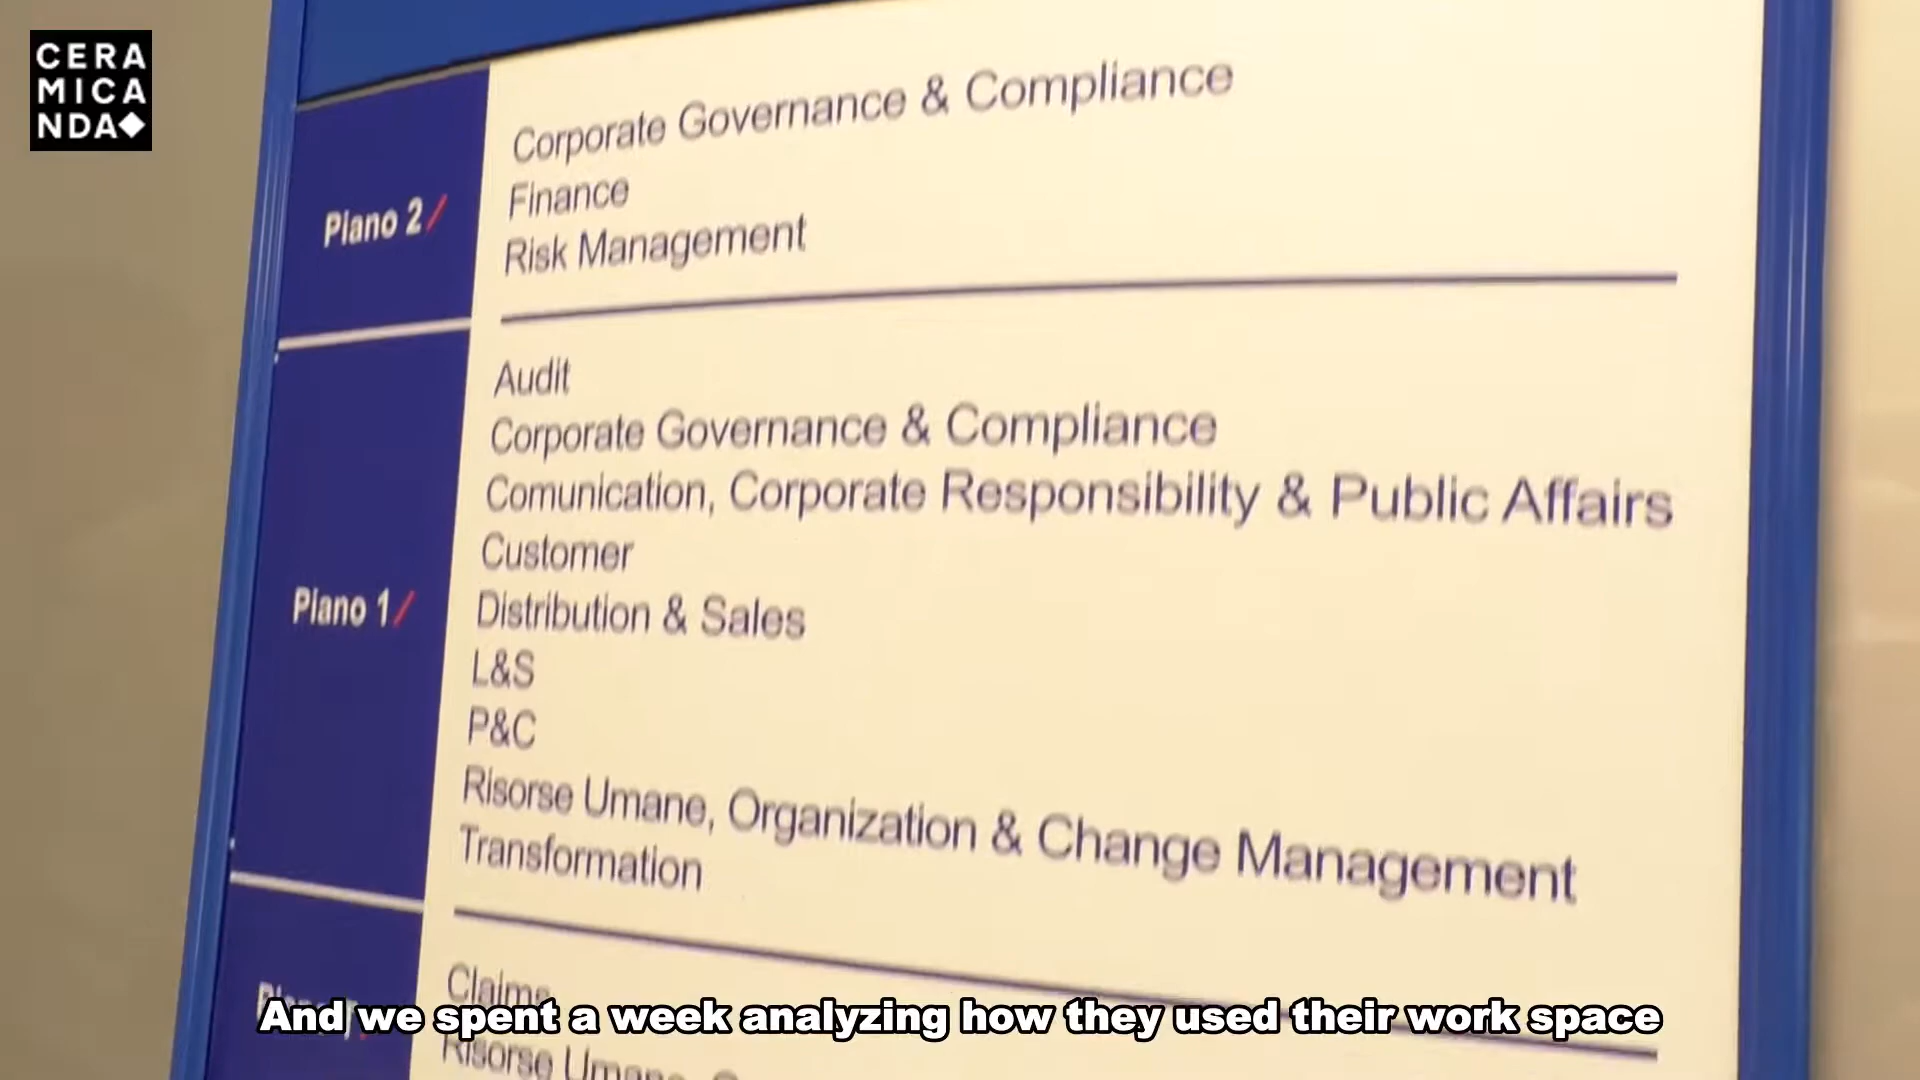 CERA
MICA
NDA
Corporate Governance & Compliance
Piano 2/
Finance
Risk Management
Audit
Corporate Governance & Compliance
Comunication, Corporate Responsibility & Public Affairs
Customer
Piano 1/
Distribution & Sales
L&S
P&C
Risorse Umane, Organization & Change Management
Transformation
Claims
And we spent a week analyzing how they used their work space
Risorse Umane,